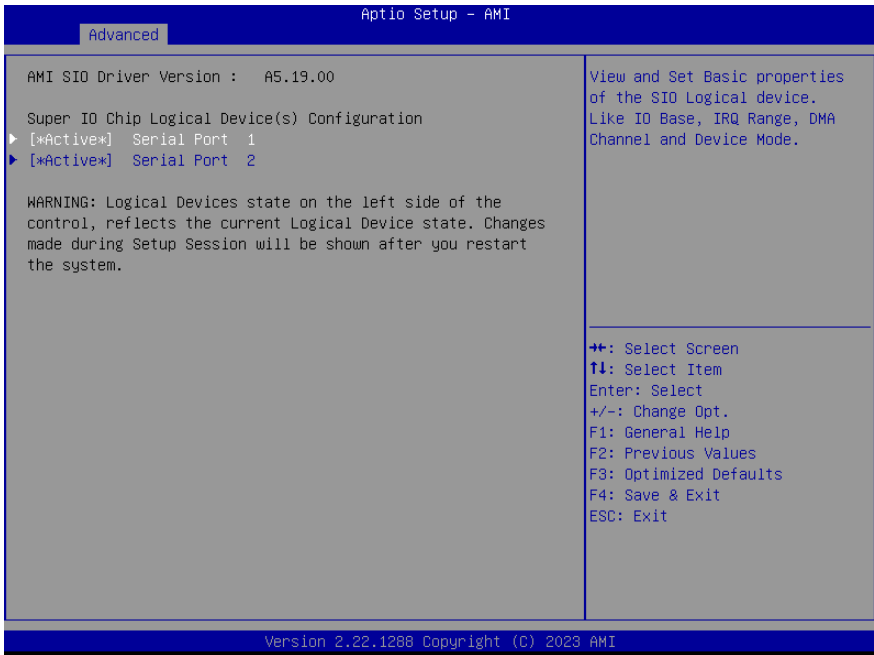 Aptio Setup – AMI
Advanced
AMI SIO Driver Version :   A5.19.00
Super IO Chip Logical Device(s) Configuration
[*Active*]  Serial Port  1
[*Active*]  Serial Port  2
WARNING: Logical Devices state on the left side of the
control, reflects the current Logical Device state. Changes
made during Setup Session will be shown after you restart
the system.
View and Set Basic properties
of the SIO Logical device.
Like IO Base, IRQ Range, DMA
Channel and Device Mode.
→←: Select Screen
↑↓: Select Item
Enter: Select
+/-: Change Opt.
F1: General Help
F2: Previous Values
F3: Optimized Defaults
F4: Save & Exit
ESC: Exit
Version 2.22.1288 Copyright (C) 2023 AMI